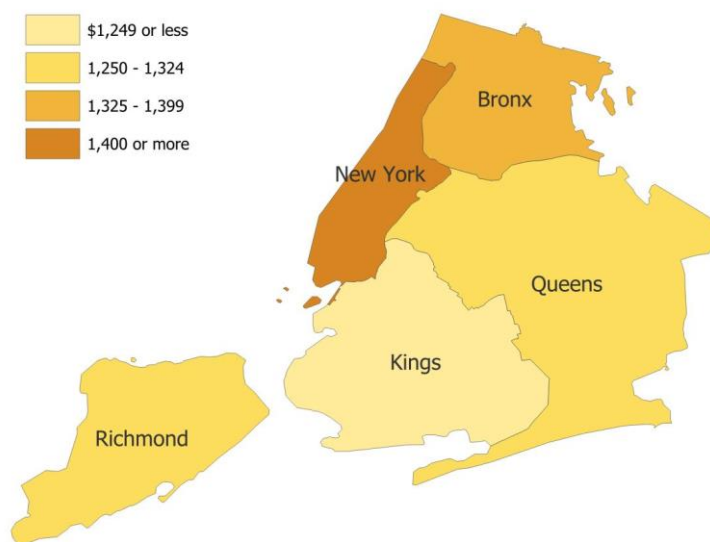 $1,249 or less
1,250 - 1,324
1,325 - 1,399
1,400 or more
Bronx
New York
Queens
Kings
Richmond